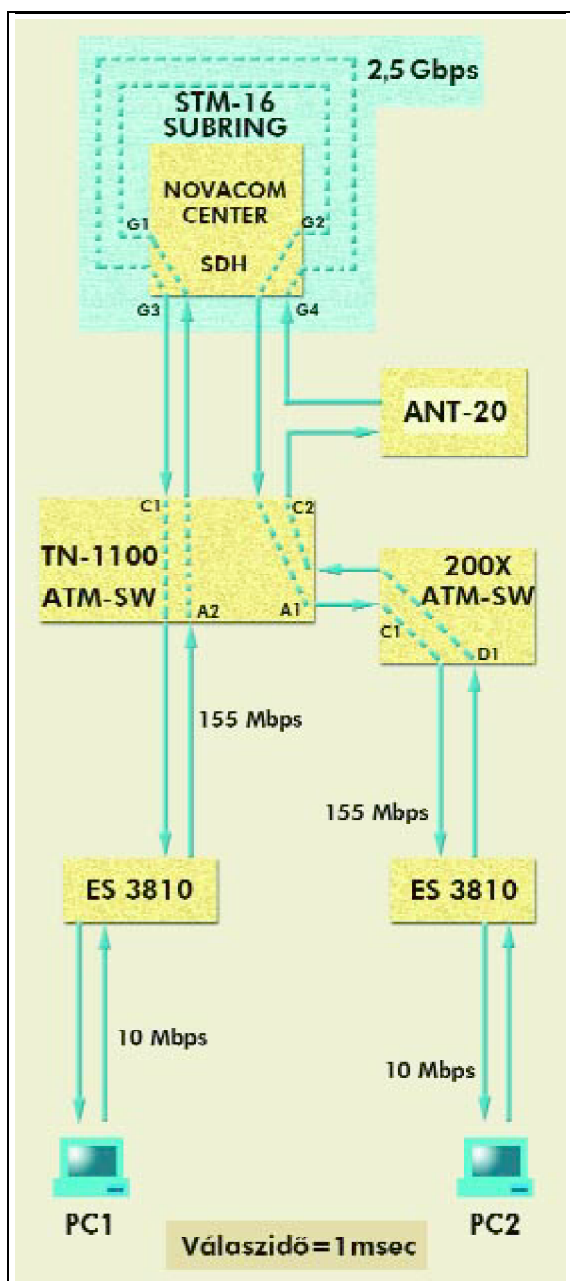 2,5 Gbps
STM-16
SUBRING
NOVACOM
CENTER
SDH
G1
G2
G3
G4
ANT-20
C1
C2
TN-1100
ATM-SW
A2
A1
200X
ATM-SW
C1
D1
155 Mbps
155 Mbps
ES 3810
ES 3810
10 Mbps
10 Mbps
PC1
PC2
Válaszidő=1msec